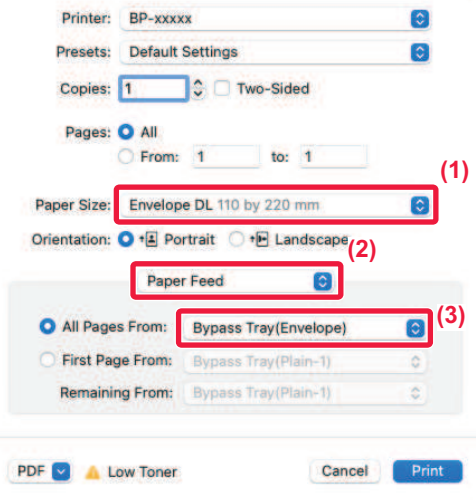 Printer: BP-xxxxx
Presets: Default Settings
Copies: 1 Two-Sided
Pages: All
From: 1 to: 1
(1)
Paper Size: Envelope DL 110 by 220 mm
Orientation: Portrait Landscape
(2)
Paper Feed
(3)
All Pages From: Bypass Tray(Envelope)
First Page From: Bypass Tray(Plain-1)
Remaining From: Bypass Tray(Plain-1)
PDF Low Toner Cancel Print